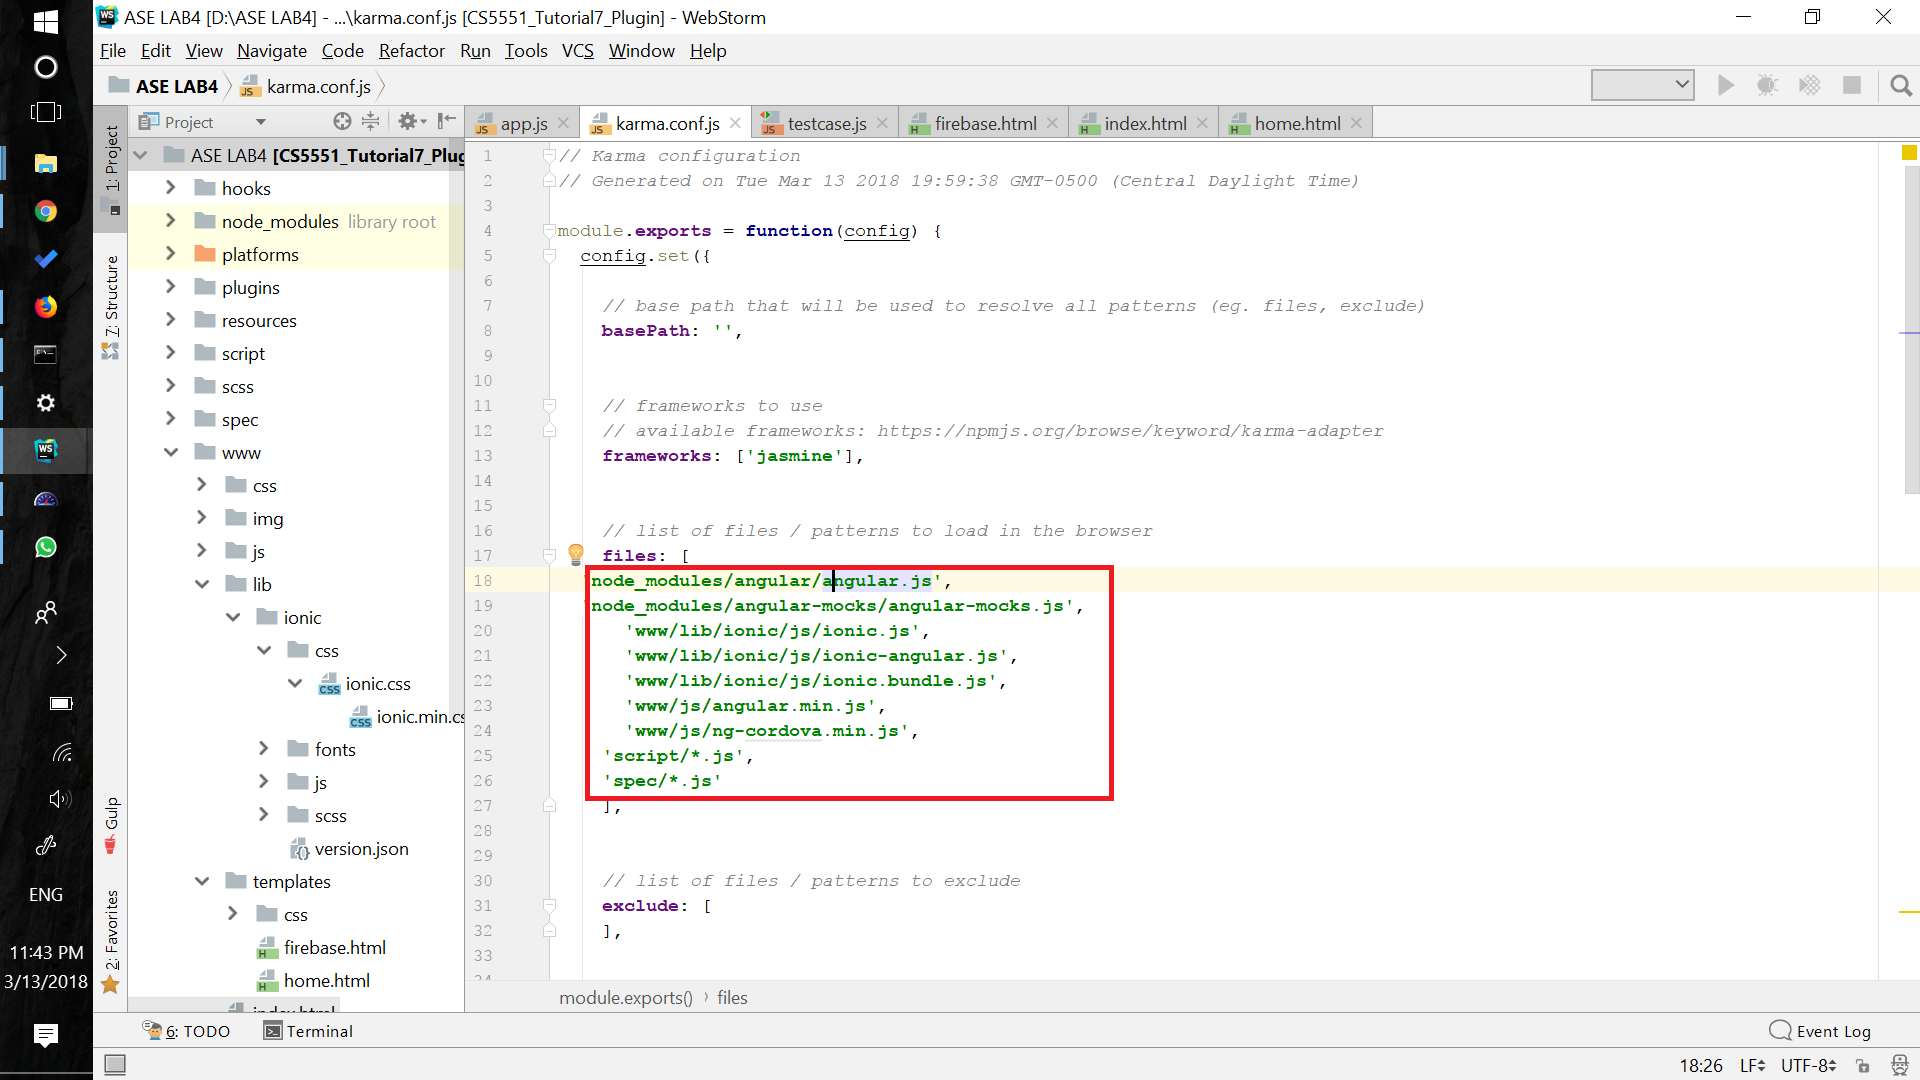 ASE LAB4 [D:\ASE LAB4] - ...\karma.conf.js [CS5551_Tutorial7_Plugin] - WebStorm
File Edit View Navigate Code Refactor Run Tools VCS Window Help
ASE LAB4 karma.conf.js
Project
app.js karma.conf.js testcase.js firebase.html index.html home.html
1: Project
7: Structure
Gulp
2: Favorites
ASE LAB4 [CS5551_Tutorial7_Plug
hooks
node_modules library root
platforms
plugins
resources
script
scss
spec
www
css
img
js
lib
ionic
css
ionic.css
ionic.min.cs
fonts
js
scss
version.json
templates
css
firebase.html
home.html
index.html
1 // Karma configuration
2 // Generated on Tue Mar 13 2018 19:59:38 GMT-0500 (Central Daylight Time)
3
4 module.exports = function(config) {
5 config.set({
6
7 // base path that will be used to resolve all patterns (eg. files, exclude)
8 basePath: '',
9
10
11 // frameworks to use
12 // available frameworks: https://npmjs.org/browse/keyword/karma-adapter
13 frameworks: ['jasmine'],
14
15
16 // list of files / patterns to load in the browser
17 files: [
18 'node_modules/angular/angular.js',
19 'node_modules/angular-mocks/angular-mocks.js',
20 'www/lib/ionic/js/ionic.js',
21 'www/lib/ionic/js/ionic-angular.js',
22 'www/lib/ionic/js/ionic.bundle.js',
23 'www/js/angular.min.js',
24 'www/js/ng-cordova.min.js',
25 'script/*.js',
26 'spec/*.js'
27 ],
28
29
30 // list of files / patterns to exclude
31 exclude: [
32 ],
33
34
module.exports() › files
6: TODO Terminal Event Log
18:26 LF UTF-8
ENG
11:43 PM
3/13/2018